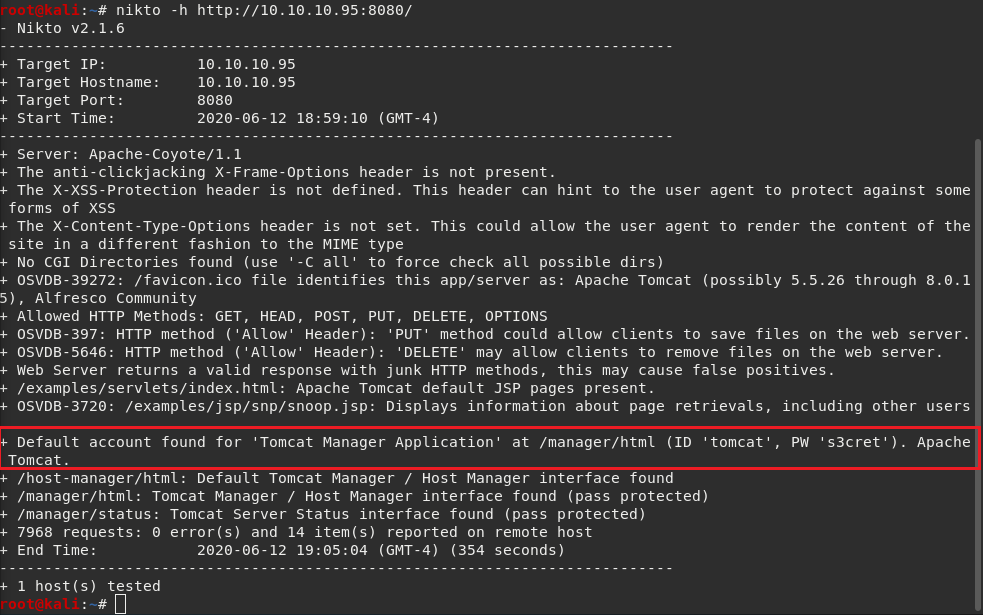 root@kali:~# nikto -h http://10.10.10.95:8080/
- Nikto v2.1.6
---------------------------------------------------------------------------
+ Target IP:          10.10.10.95
+ Target Hostname:    10.10.10.95
+ Target Port:        8080
+ Start Time:         2020-06-12 18:59:10 (GMT-4)
---------------------------------------------------------------------------
+ Server: Apache-Coyote/1.1
+ The anti-clickjacking X-Frame-Options header is not present.
+ The X-XSS-Protection header is not defined. This header can hint to the user agent to protect against some
 forms of XSS
+ The X-Content-Type-Options header is not set. This could allow the user agent to render the content of the
 site in a different fashion to the MIME type
+ No CGI Directories found (use '-C all' to force check all possible dirs)
+ OSVDB-39272: /favicon.ico file identifies this app/server as: Apache Tomcat (possibly 5.5.26 through 8.0.1
5), Alfresco Community
+ Allowed HTTP Methods: GET, HEAD, POST, PUT, DELETE, OPTIONS
+ OSVDB-397: HTTP method ('Allow' Header): 'PUT' method could allow clients to save files on the web server.
+ OSVDB-5646: HTTP method ('Allow' Header): 'DELETE' may allow clients to remove files on the web server.
+ Web Server returns a valid response with junk HTTP methods, this may cause false positives.
+ /examples/servlets/index.html: Apache Tomcat default JSP pages present.
+ OSVDB-3720: /examples/jsp/snp/snoop.jsp: Displays information about page retrievals, including other users
+ Default account found for 'Tomcat Manager Application' at /manager/html (ID 'tomcat', PW 's3cret'). Apache
 Tomcat.
+ /host-manager/html: Default Tomcat Manager / Host Manager interface found
+ /manager/html: Tomcat Manager / Host Manager interface found (pass protected)
+ /manager/status: Tomcat Server Status interface found (pass protected)
+ 7968 requests: 0 error(s) and 14 item(s) reported on remote host
+ End Time:           2020-06-12 19:05:04 (GMT-4) (354 seconds)
---------------------------------------------------------------------------
+ 1 host(s) tested
root@kali:~#